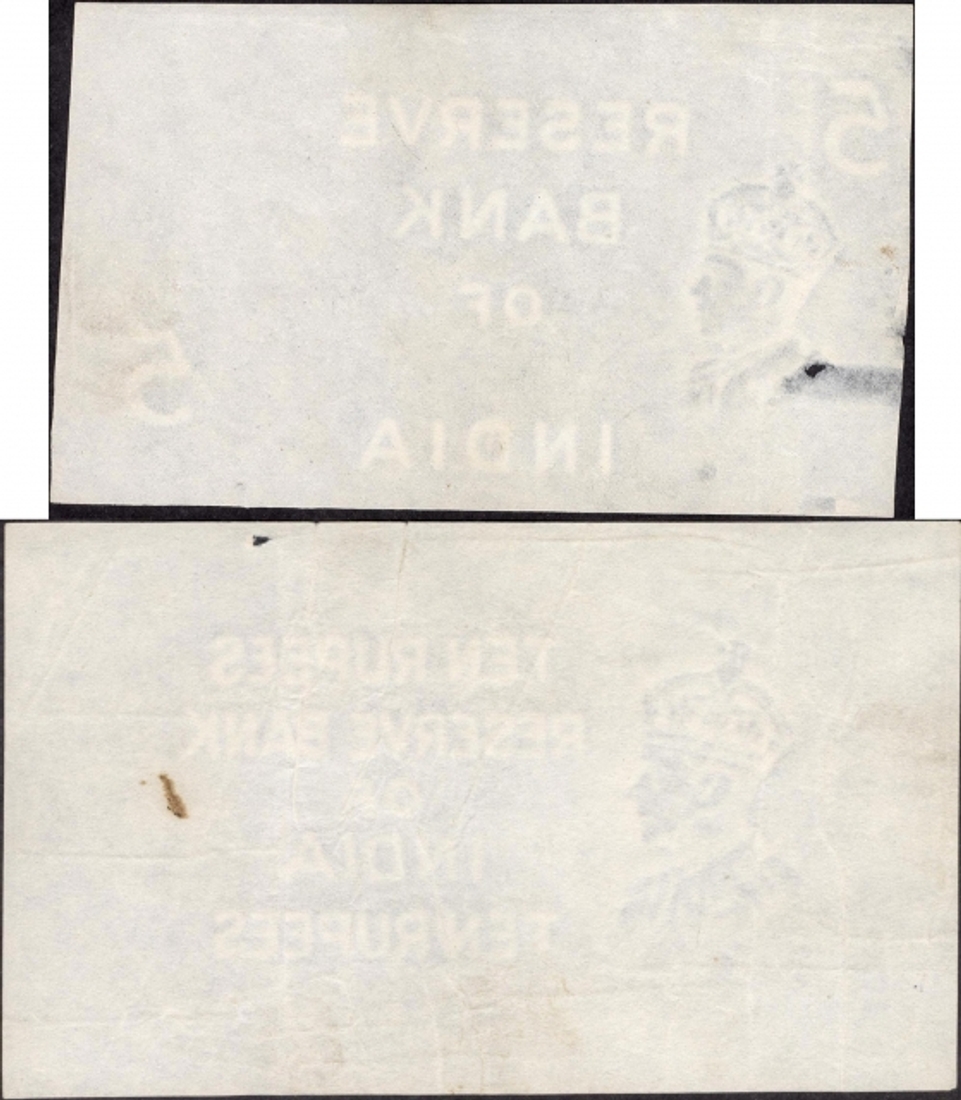 5
RESERVE
BANK
OF
INDIA
5
TEN RUPEES
RESERVE BANK
OF
INDIA
TEN RUPEES